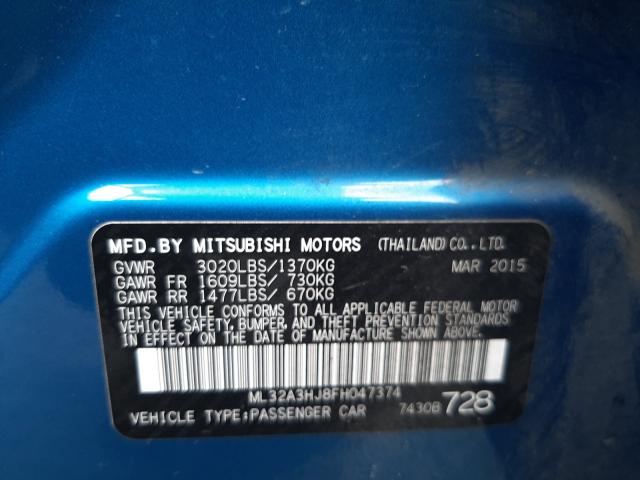 MFD.BY MITSUBISHI MOTORS (THAILAND) CO.,LTD.
GVWR 3020LBS/1370KG MAR 2015
GAWR FR 1609LBS/ 730KG
GAWR RR 1477LBS/ 670KG
THIS VEHICLE CONFORMS TO ALL APPLICABLE FEDERAL MOTOR
VEHICLE SAFETY, BUMPER, AND THEFT PREVENTION STANDARDS
IN EFFECT ON THE DATE OF MANUFACTURE SHOWN ABOVE.
ML32A3HJ8FH047374
VEHICLE TYPE:PASSENGER CAR 7430B 728